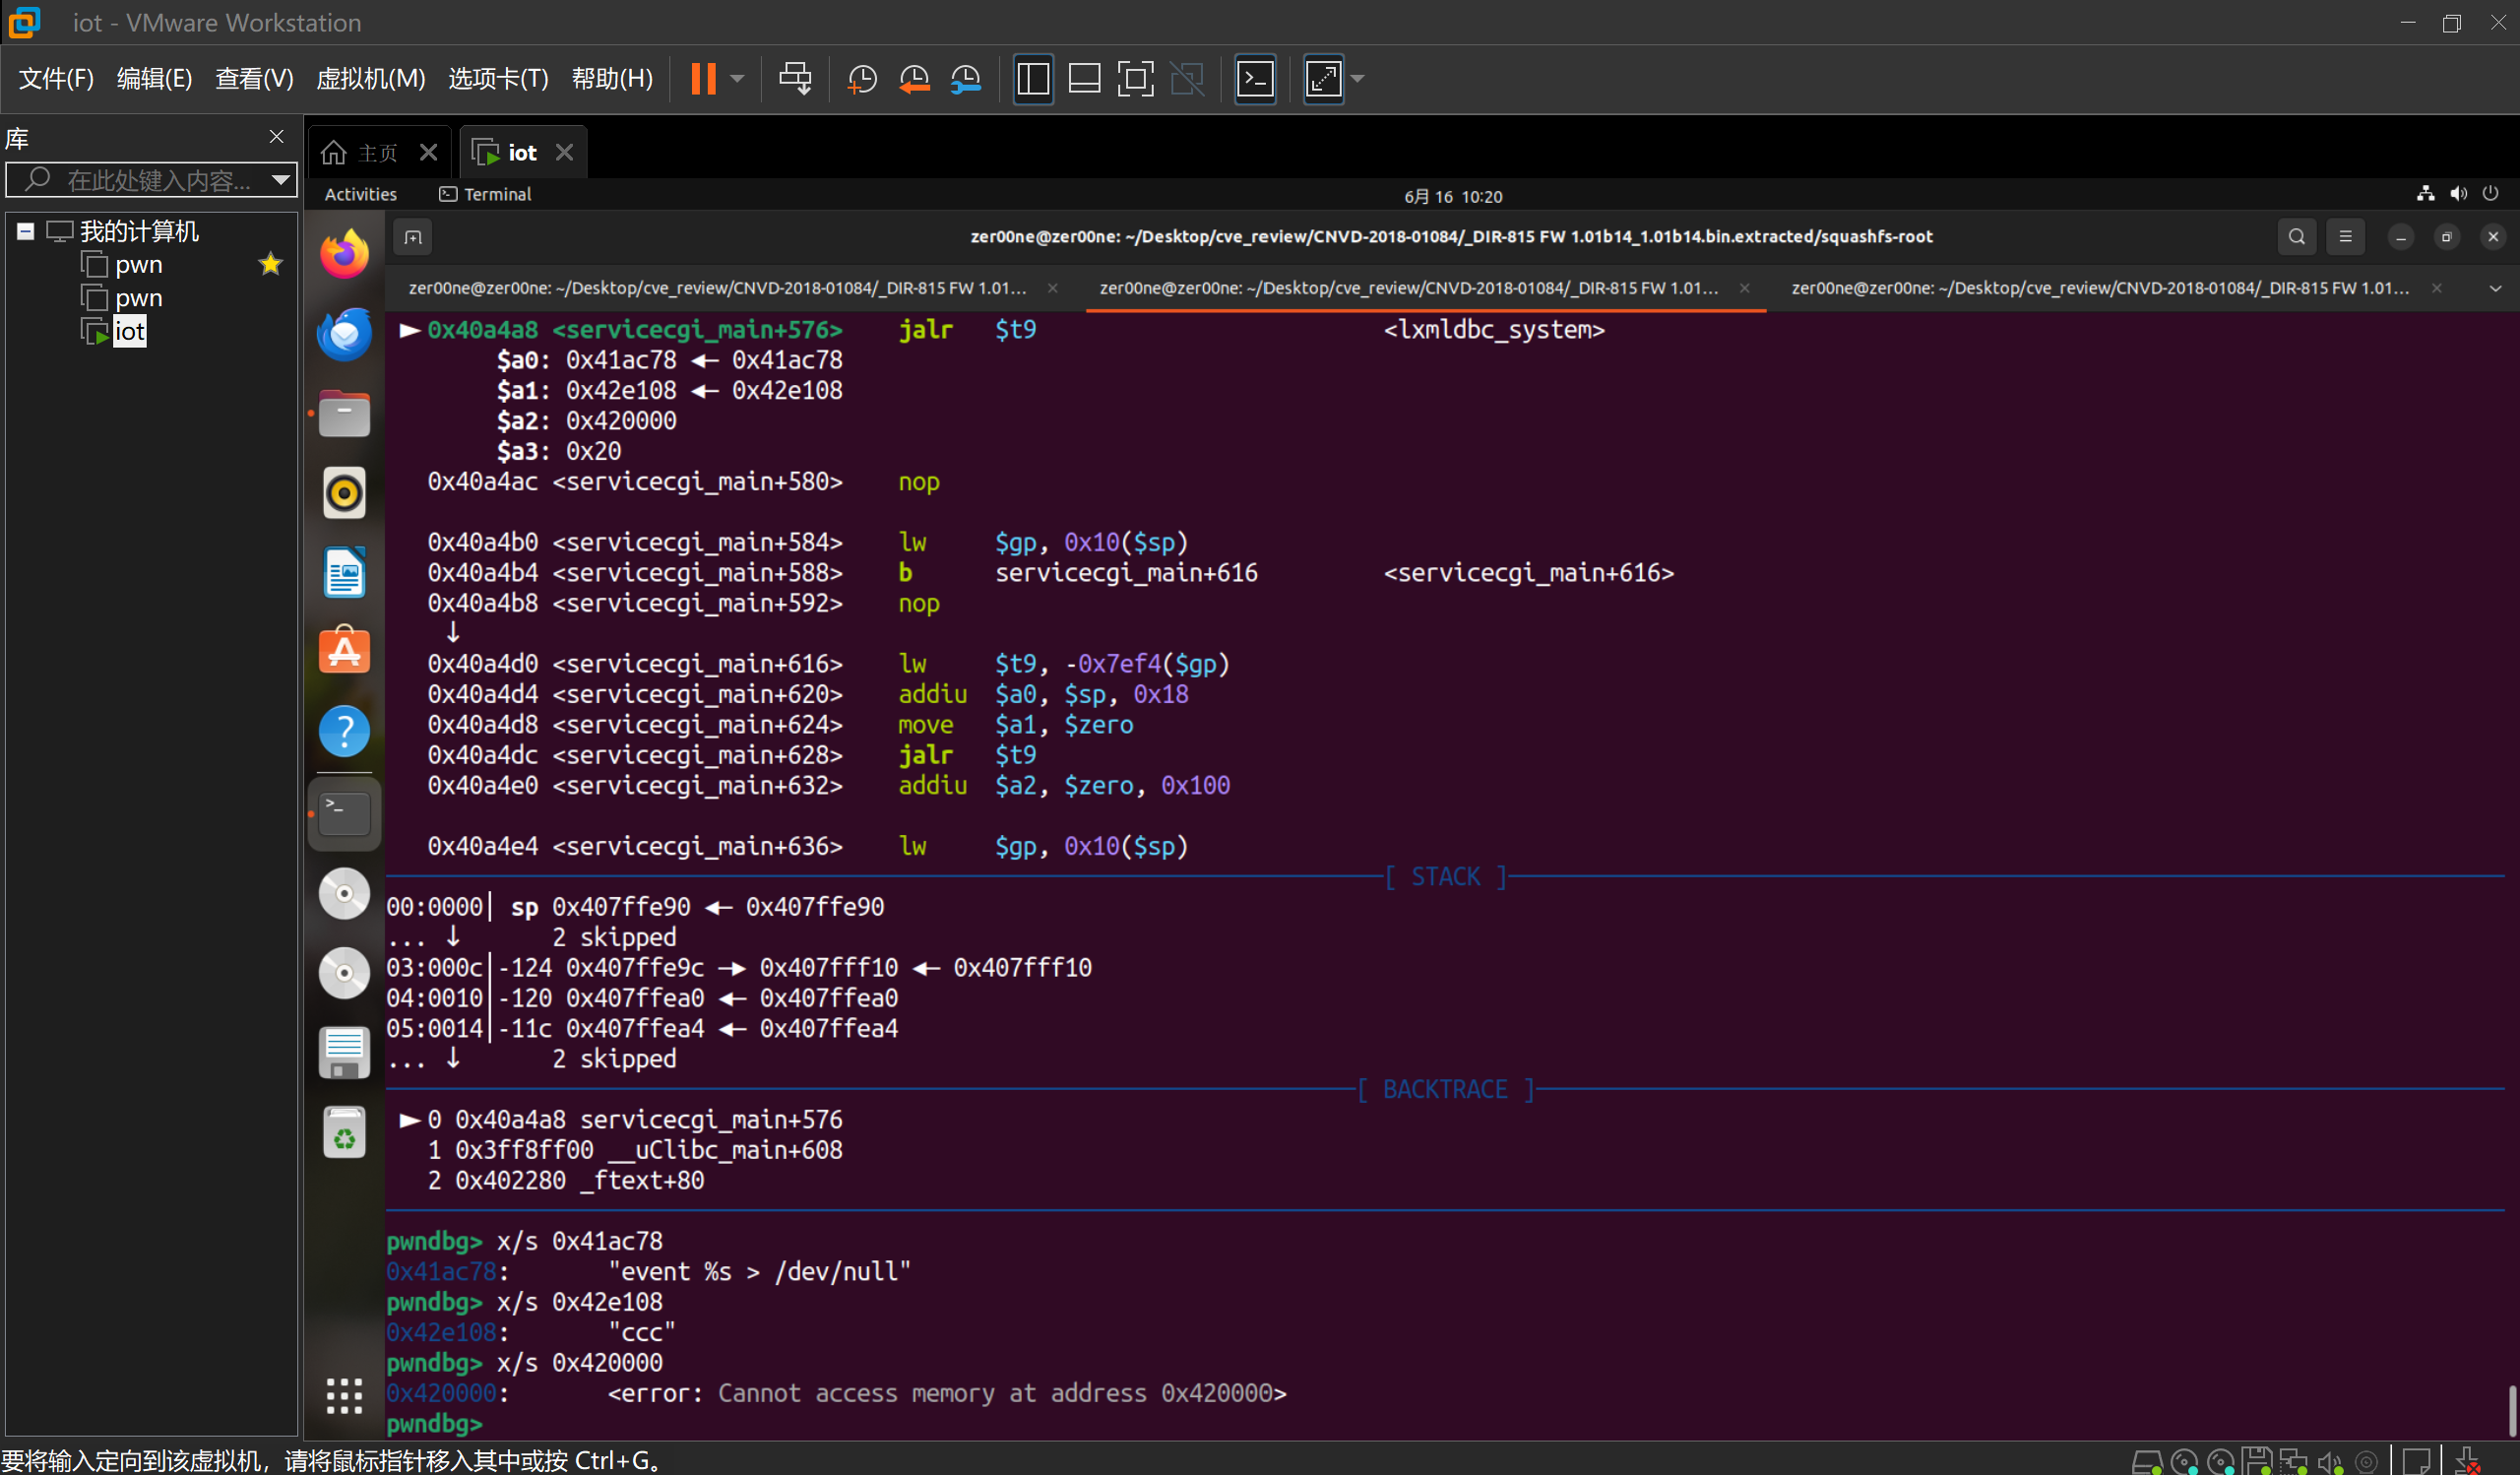 iot - VMware Workstation
文件(F) 编辑(E) 查看(V) 虚拟机(M) 选项卡(T) 帮助(H)
库
在此处键入内容...
我的计算机
pwn
pwn
iot
主页
iot
Activities
Terminal
6月 16 10:20
zer00ne@zer00ne: ~/Desktop/cve_review/CNVD-2018-01084/_DIR-815 FW 1.01b14_1.01b14.bin.extracted/squashfs-root
zer00ne@zer00ne: ~/Desktop/cve_review/CNVD-2018-01084/_DIR-815 FW 1.01...
zer00ne@zer00ne: ~/Desktop/cve_review/CNVD-2018-01084/_DIR-815 FW 1.01...
zer00ne@zer00ne: ~/Desktop/cve_review/CNVD-2018-01084/_DIR-815 FW 1.01...
► 0x40a4a8 <servicecgi_main+576> jalr $t9 <lxmldbc_system>
$a0: 0x41ac78 ◄— 0x41ac78
$a1: 0x42e108 ◄— 0x42e108
$a2: 0x420000
$a3: 0x20
0x40a4ac <servicecgi_main+580> nop
0x40a4b0 <servicecgi_main+584> lw $gp, 0x10($sp)
0x40a4b4 <servicecgi_main+588> b servicecgi_main+616 <servicecgi_main+616>
0x40a4b8 <servicecgi_main+592> nop
↓
0x40a4d0 <servicecgi_main+616> lw $t9, -0x7ef4($gp)
0x40a4d4 <servicecgi_main+620> addiu $a0, $sp, 0x18
0x40a4d8 <servicecgi_main+624> move $a1, $zero
0x40a4dc <servicecgi_main+628> jalr $t9
0x40a4e0 <servicecgi_main+632> addiu $a2, $zero, 0x100
0x40a4e4 <servicecgi_main+636> lw $gp, 0x10($sp)
[ STACK ]
00:0000│ sp 0x407ffe90 ◄— 0x407ffe90
... ↓ 2 skipped
03:000c│-124 0x407ffe9c —► 0x407fff10 ◄— 0x407fff10
04:0010│-120 0x407ffea0 ◄— 0x407ffea0
05:0014│-11c 0x407ffea4 ◄— 0x407ffea4
... ↓ 2 skipped
[ BACKTRACE ]
► 0 0x40a4a8 servicecgi_main+576
1 0x3ff8ff00 __uClibc_main+608
2 0x402280 _ftext+80
pwndbg> x/s 0x41ac78
0x41ac78: "event %s > /dev/null"
pwndbg> x/s 0x42e108
0x42e108: "ccc"
pwndbg> x/s 0x420000
0x420000: <error: Cannot access memory at address 0x420000>
pwndbg>
要将输入定向到该虚拟机，请将鼠标指针移入其中或按 Ctrl+G。